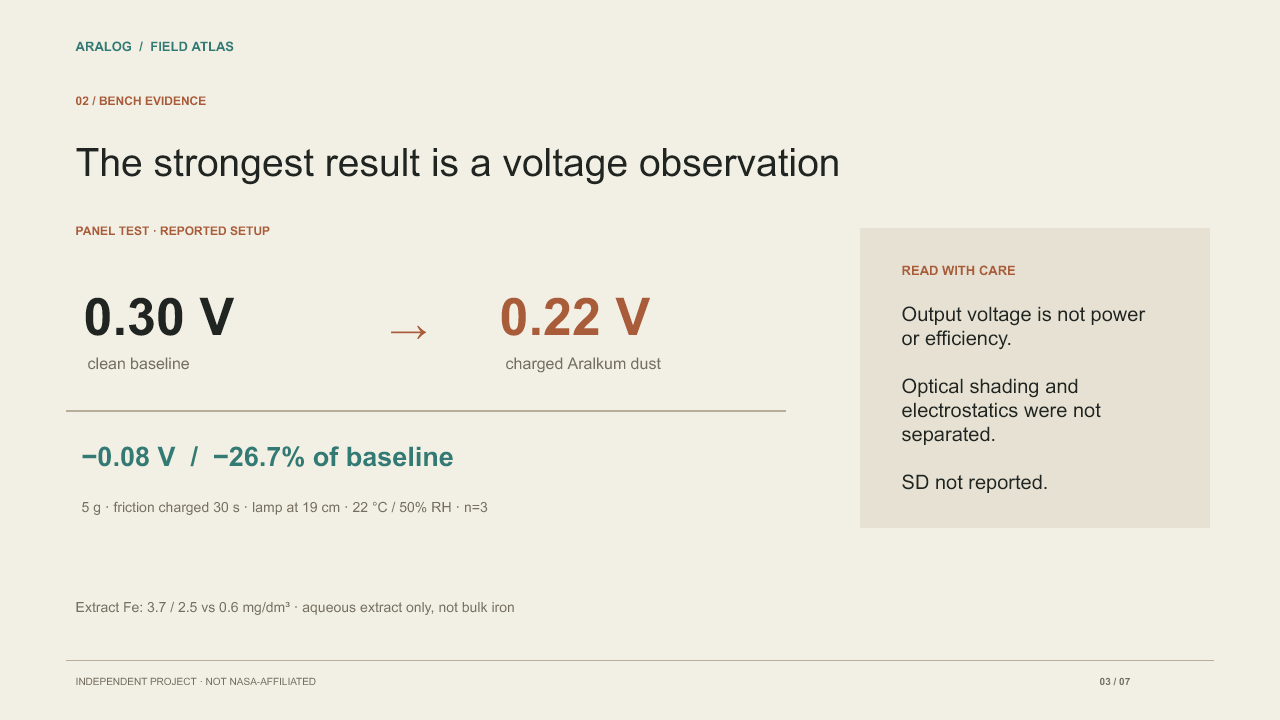 ARALOG / FIELD ATLAS
02 / BENCH EVIDENCE
The strongest result is a voltage observation
PANEL TEST · REPORTED SETUP
0.30 V → 0.22 V
clean baseline charged Aralkum dust
−0.08 V / −26.7% of baseline
5 g · friction charged 30 s · lamp at 19 cm · 22 °C / 50% RH · n=3
READ WITH CARE
Output voltage is not power
or efficiency.
Optical shading and
electrostatics were not
separated.
SD not reported.
Extract Fe: 3.7 / 2.5 vs 0.6 mg/dm³ · aqueous extract only, not bulk iron
INDEPENDENT PROJECT · NOT NASA-AFFILIATED
03 / 07